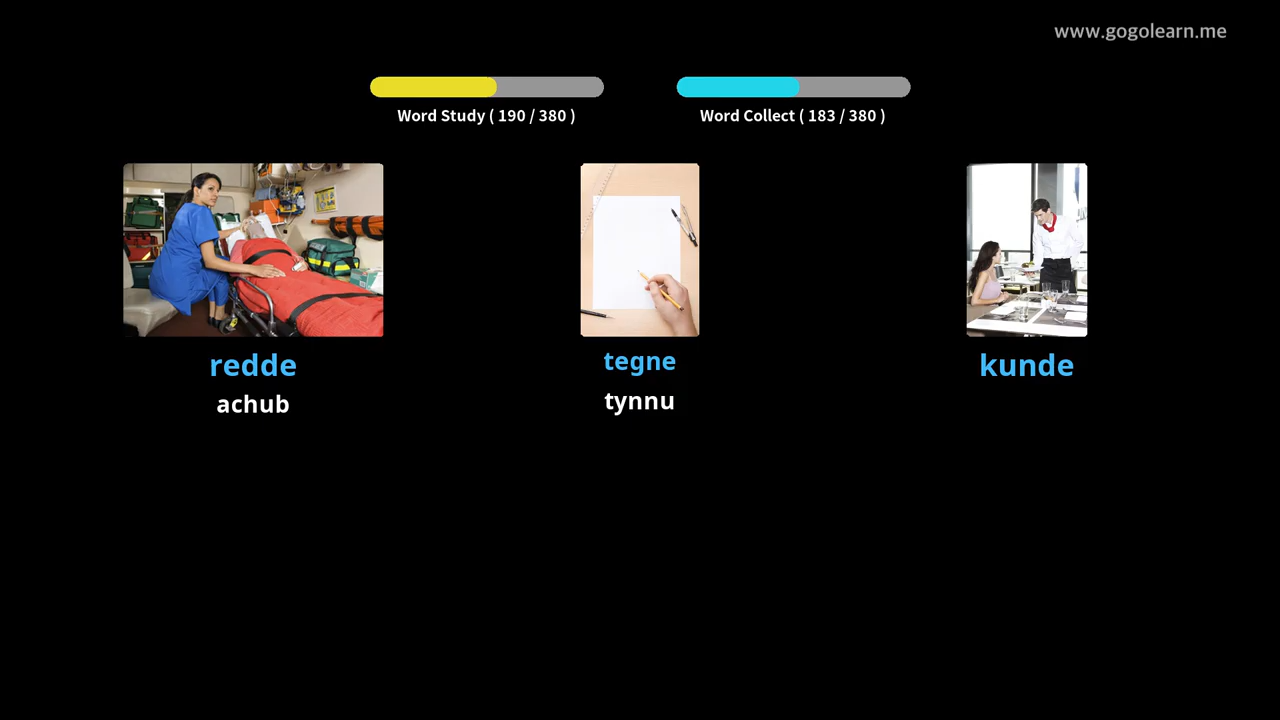 www.gogolearn.me
Word Study ( 190 / 380 )
Word Collect ( 183 / 380 )
redde
tegne
kunde
achub
tynnu